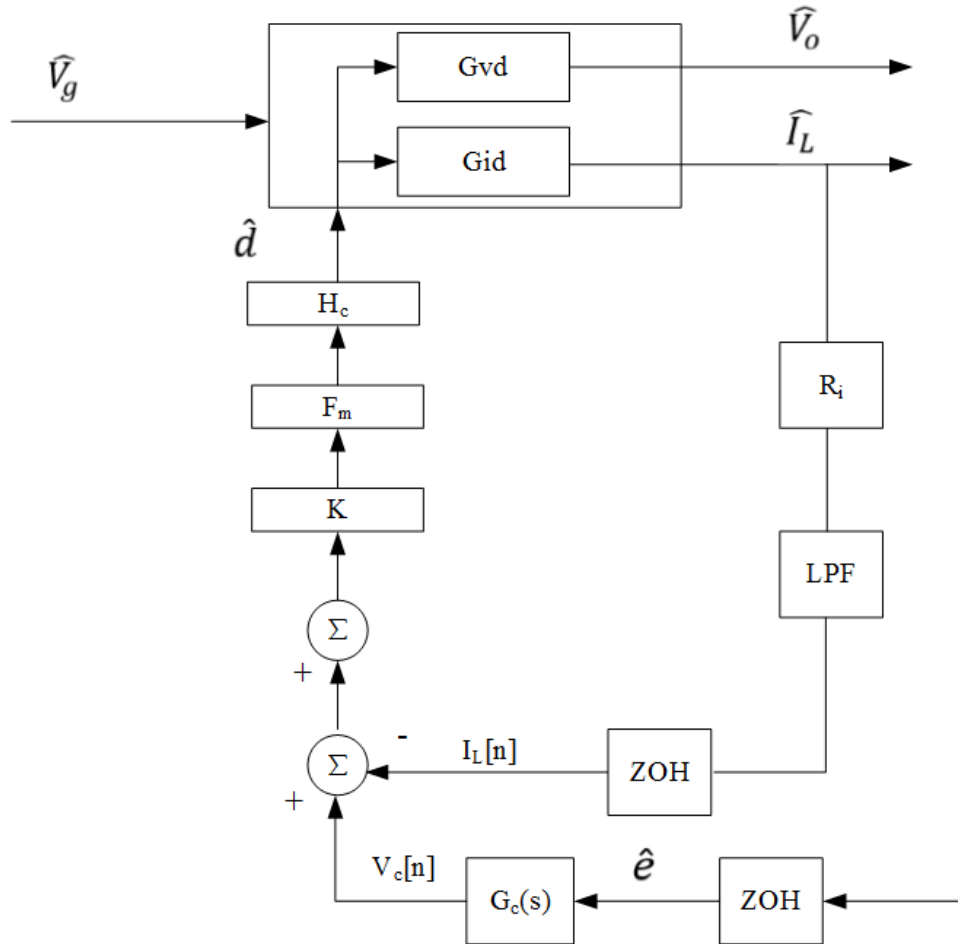 V̂o
Gvd
V̂g
ÎL
Gid
d̂
Hc
Ri
Fm
K
LPF
Σ
+
-
IL[n]
Σ
ZOH
+
Vc[n]
ê
Gc(s)
ZOH